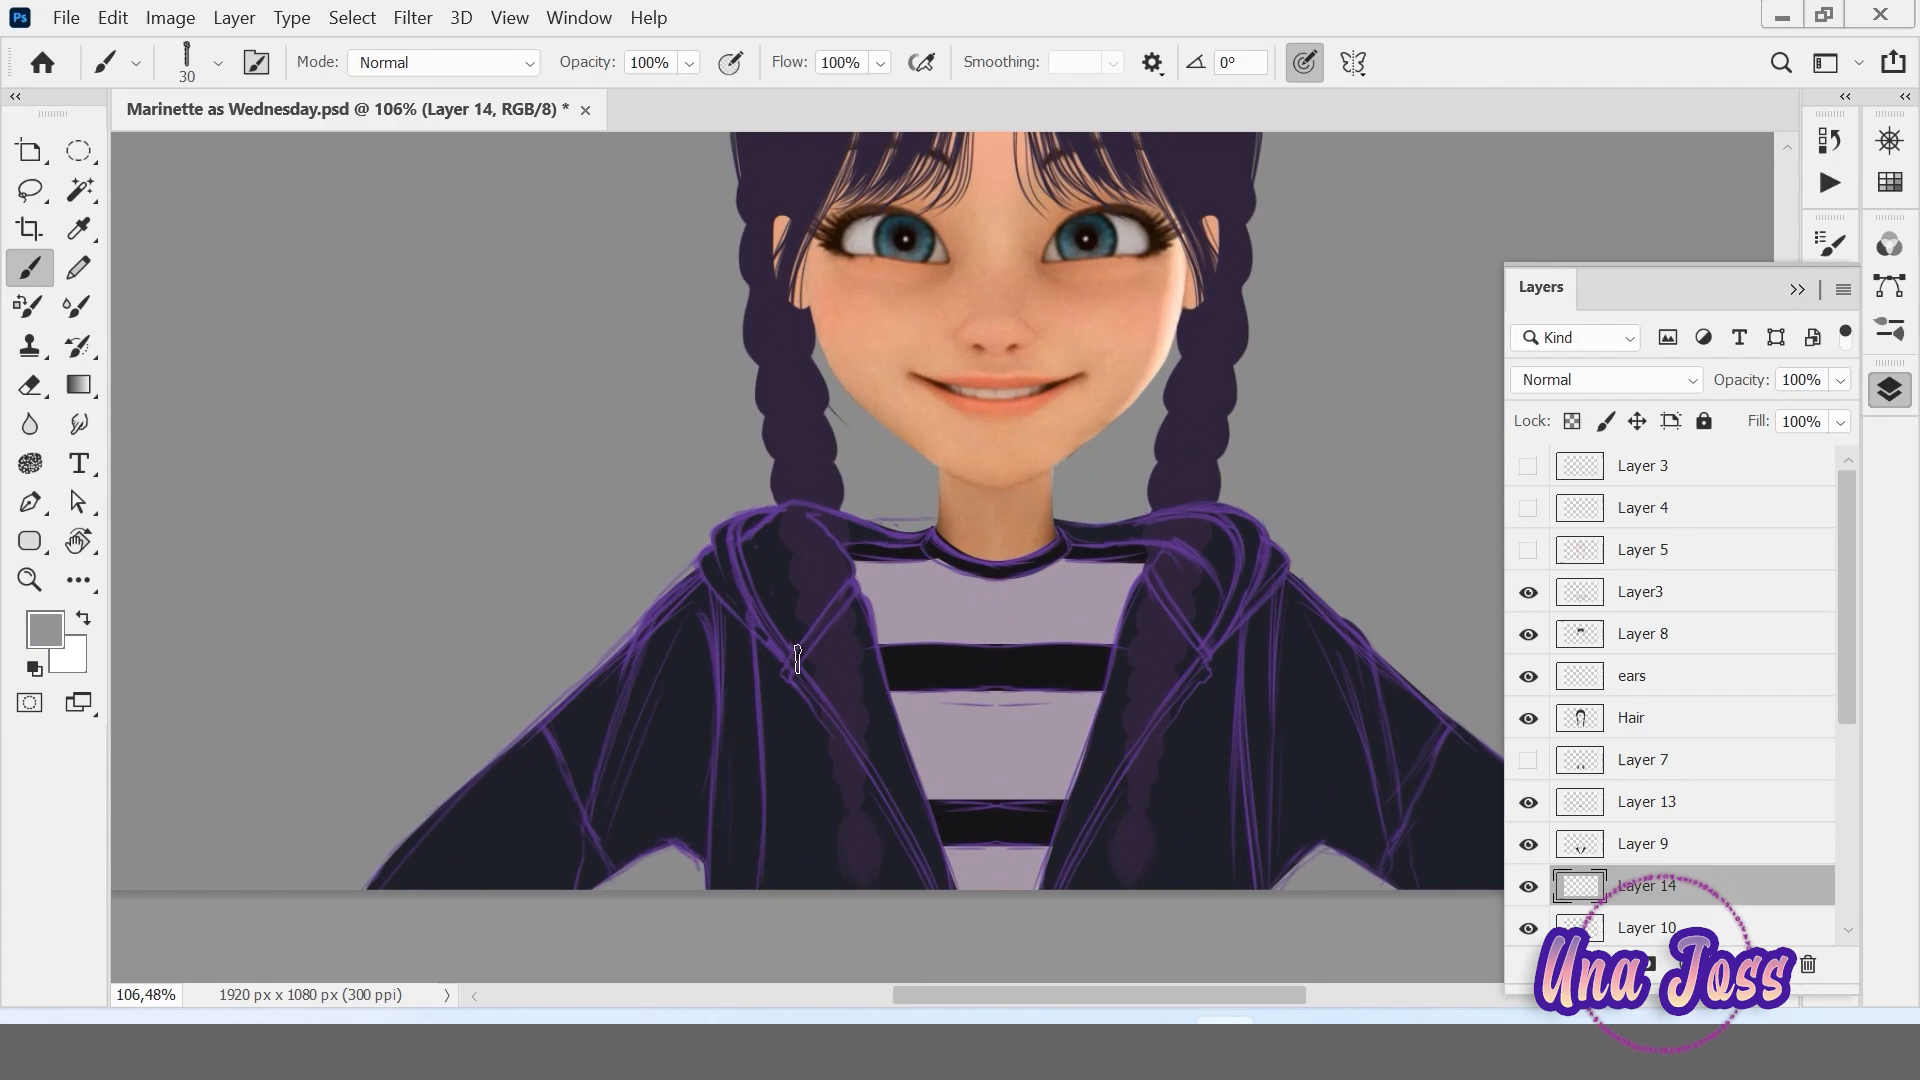 Ps File Edit Image Layer Type Select Filter 3D View Window Help
30 Mode: Normal Opacity: 100% Flow: 100% Smoothing: 0°
Marinette as Wednesday.psd @ 106% (Layer 14, RGB/8) *
Layers
Kind
Normal Opacity: 100%
Lock: Fill: 100%
Layer 3
Layer 4
Layer 5
Layer3
Layer 8
ears
Hair
Layer 7
Layer 13
Layer 9
Layer 14
Layer 10
Una Joss
106,48% 1920 px x 1080 px (300 ppi)